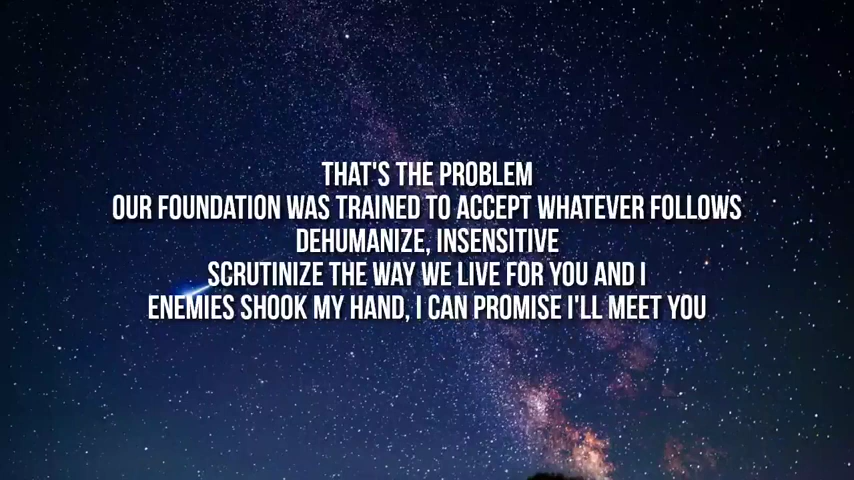 THAT'S THE PROBLEM
OUR FOUNDATION WAS TRAINED TO ACCEPT WHATEVER FOLLOWS
DEHUMANIZE, INSENSITIVE
SCRUTINIZE THE WAY WE LIVE FOR YOU AND I
ENEMIES SHOOK MY HAND, I CAN PROMISE I'LL MEET YOU